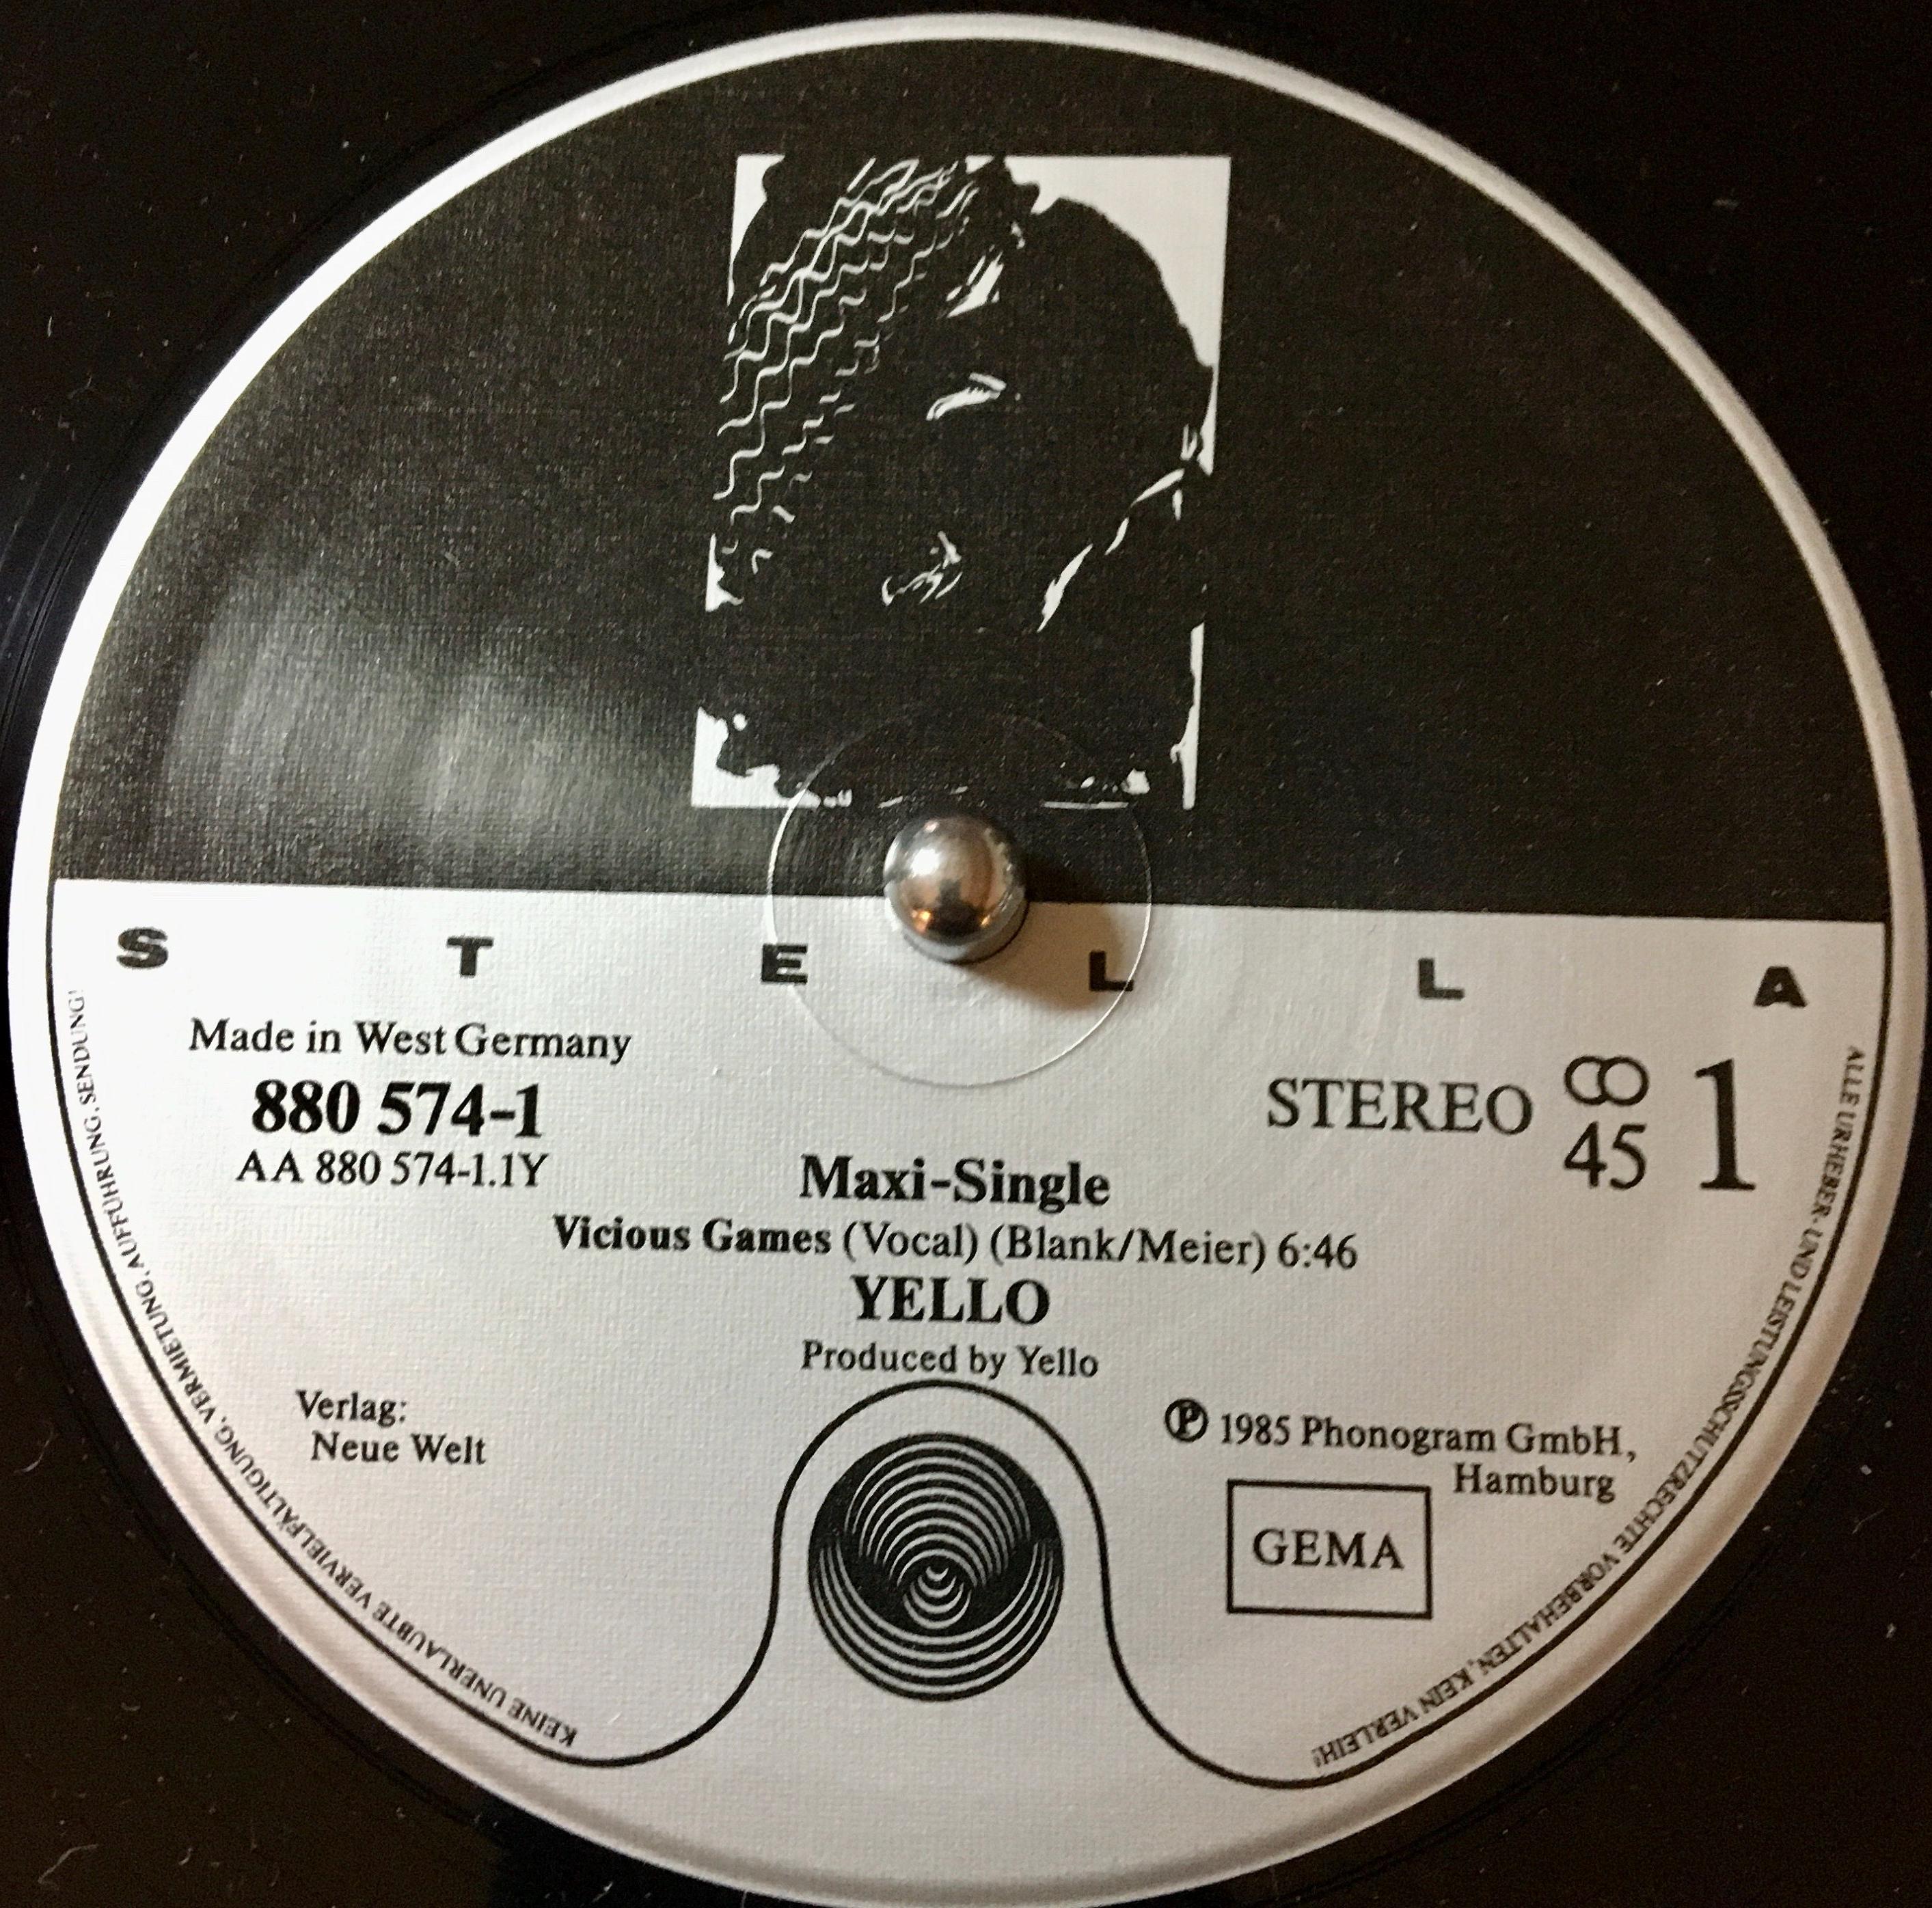 S T E L L A
Made in West Germany
880 574-1
AA 880 574-1.1Y
STEREO
45
1
Maxi-Single
Vicious Games (Vocal) (Blank/Meier) 6:46
YELLO
Produced by Yello
Verlag:
Neue Welt
℗ 1985 Phonogram GmbH,
Hamburg
GEMA
ALLE URHEBER- UND LEISTUNGSSCHUTZRECHTE VORBEHALTEN, KEIN VERLEIH!
KEINE UNERLAUBTE VERVIELFÄLTIGUNG, VERMIETUNG, AUFFÜHRUNG, SENDUNG!